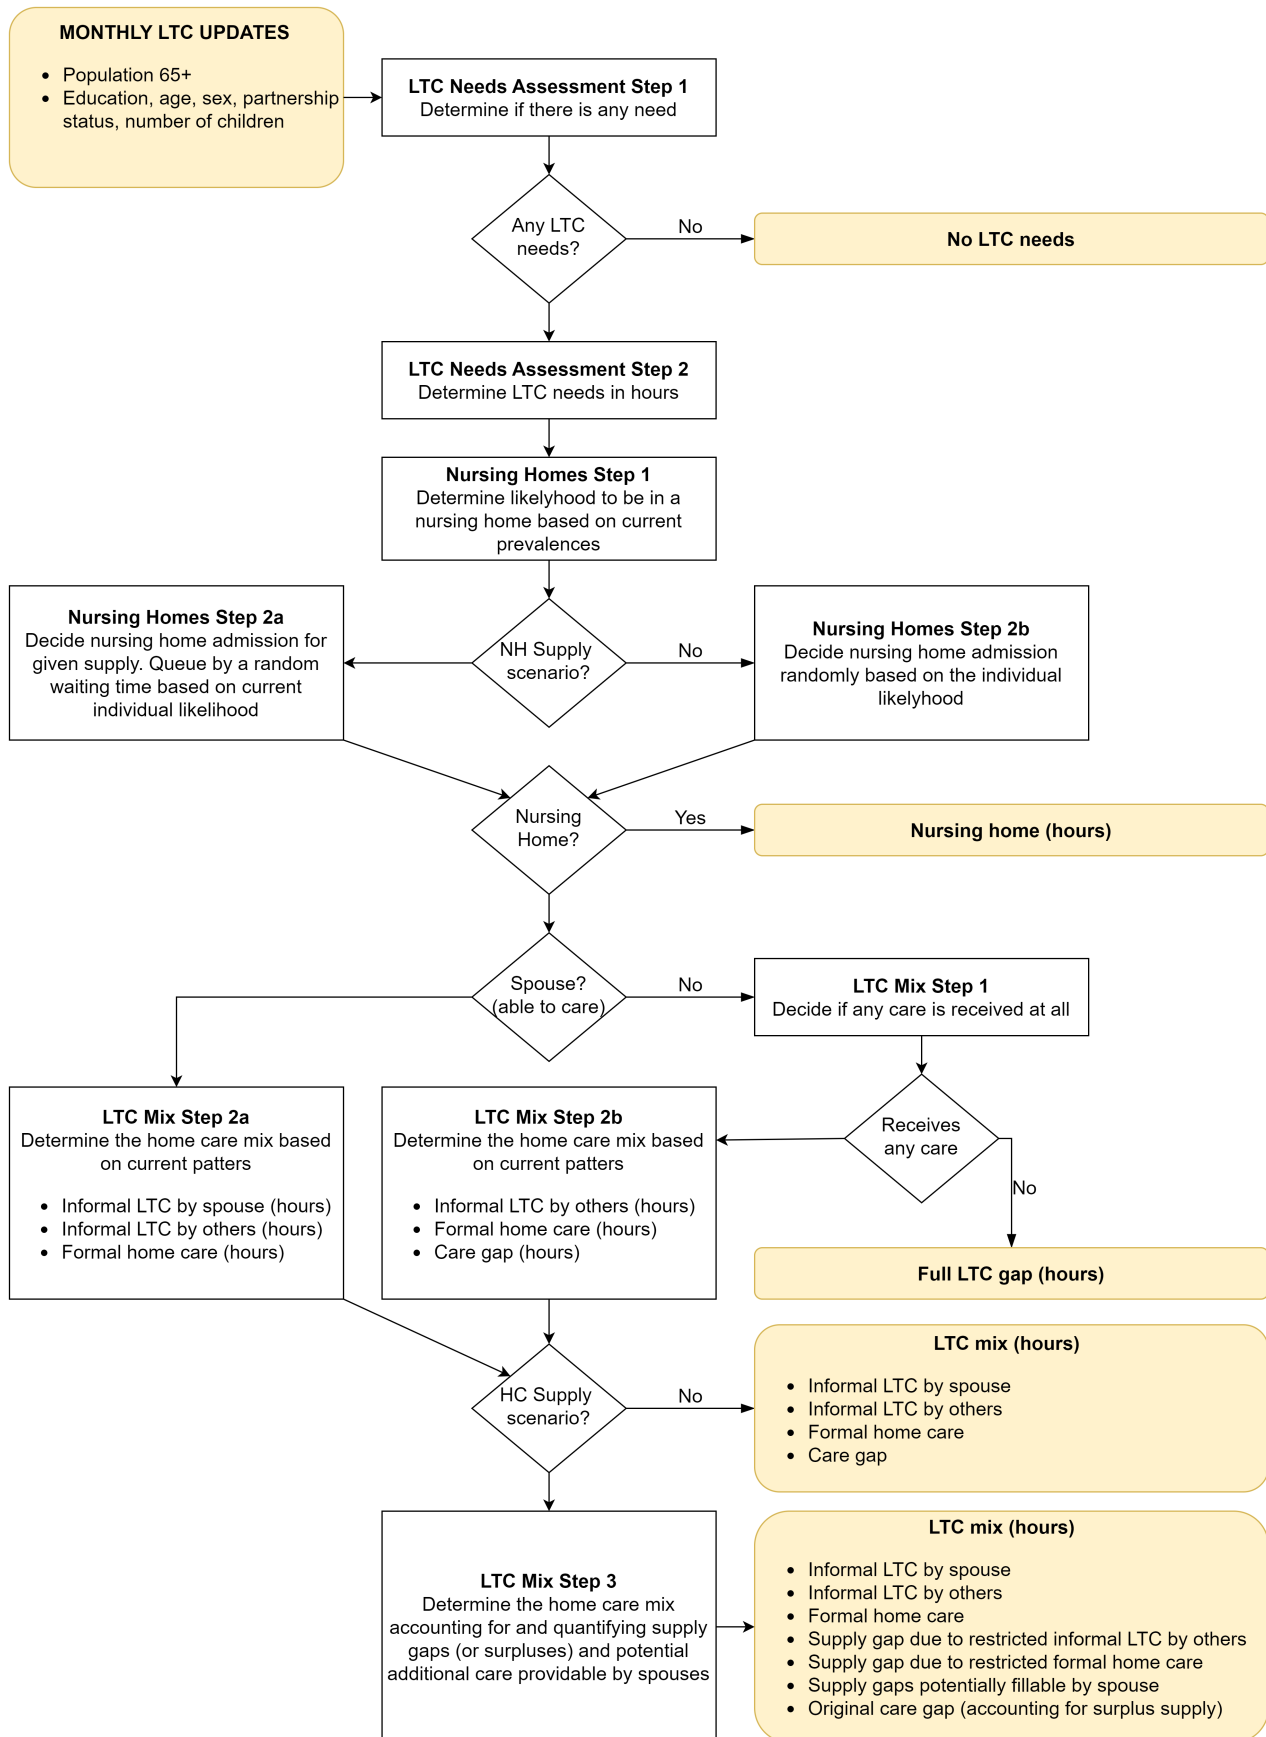 MONTHLY LTC UPDATES
• Population 65+
• Education, age, sex, partnership
status, number of children
LTC Needs Assessment Step 1
Determine if there is any need
Any LTC
needs?
No
No LTC needs
LTC Needs Assessment Step 2
Determine LTC needs in hours
Nursing Homes Step 1
Determine likelyhood to be in a
nursing home based on current
prevalences
Nursing Homes Step 2a
Decide nursing home admission for
given supply. Queue by a random
waiting time based on current
individual likelihood
NH Supply
scenario?
No
Nursing Homes Step 2b
Decide nursing home admission
randomly based on the individual
likelyhood
Nursing
Home?
Yes
Nursing home (hours)
Spouse?
(able to care)
No
LTC Mix Step 1
Decide if any care is received at all
LTC Mix Step 2a
Determine the home care mix based
on current patters
• Informal LTC by spouse (hours)
• Informal LTC by others (hours)
• Formal home care (hours)
LTC Mix Step 2b
Determine the home care mix based
on current patters
• Informal LTC by others (hours)
• Formal home care (hours)
• Care gap (hours)
Receives
any care
No
Full LTC gap (hours)
HC Supply
scenario?
No
LTC mix (hours)
• Informal LTC by spouse
• Informal LTC by others
• Formal home care
• Care gap
LTC Mix Step 3
Determine the home care mix
accounting for and quantifying supply
gaps (or surpluses) and potential
additional care providable by spouses
LTC mix (hours)
• Informal LTC by spouse
• Informal LTC by others
• Formal home care
• Supply gap due to restricted informal LTC by others
• Supply gap due to restricted formal home care
• Supply gaps potentially fillable by spouse
• Original care gap (accounting for surplus supply)